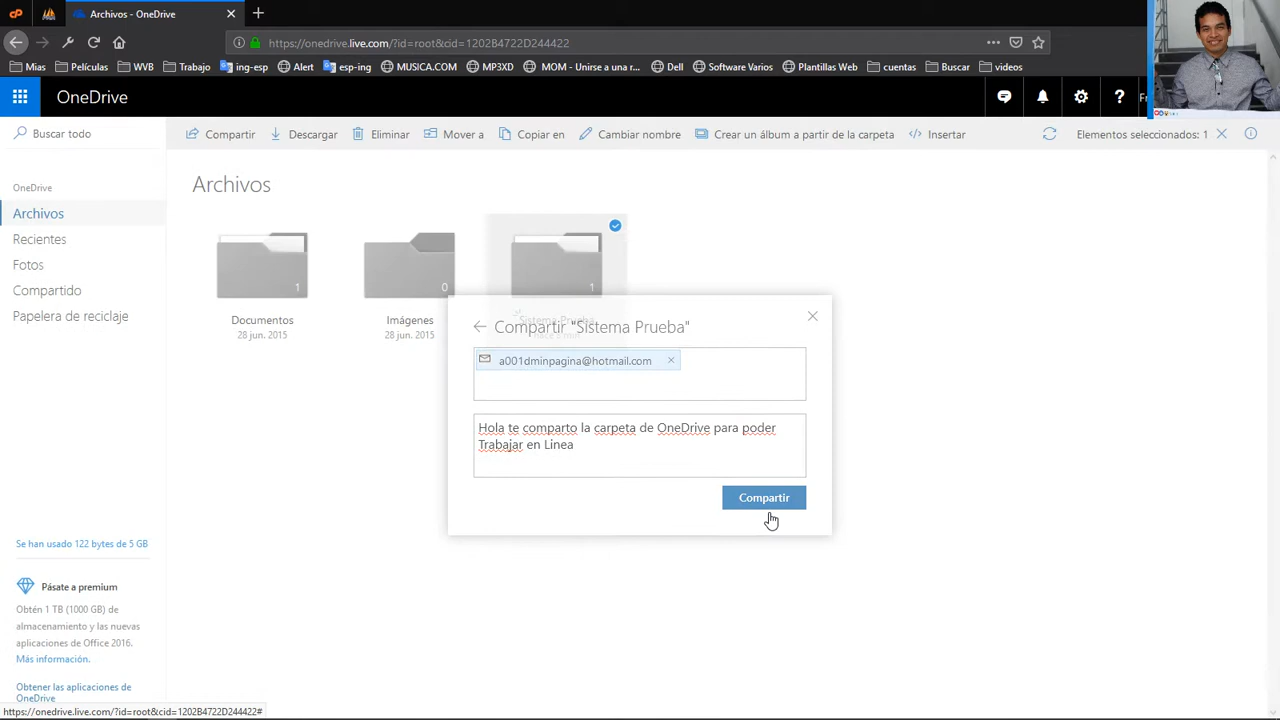 Archivos - OneDrive
https://onedrive.live.com/?id=root&cid=1202B4722D244422
Mias Películas WVB Trabajo ing-esp Alert esp-ing MUSICA.COM
ZOOM - Unirse a una r... Dell Software Varios Plantillas Web cuentas Buscar videos
OneDrive
?
Buscar todo
Compartir Descargar Eliminar Mover a Copiar en Cambiar nombre Crear un álbum a partir de la carpeta Insertar Elementos seleccionados: 1
OneDrive
Archivos
Recientes
Fotos
Compartido
Papelera de reciclaje
Archivos
1 0 1
Documentos Imágenes Sistema Prueba
28 jun. 2015 28 jun. 2015
Compartir "Sistema Prueba"
a001dminpagina@hotmail.com
Hola te comparto la carpeta de OneDrive para poder
Trabajar en Linea
Compartir
Se han usado 122 bytes de 5 GB
Pásate a premium
Obtén 1 TB (1000 GB) de
almacenamiento y las nuevas
aplicaciones de Office 2016.
Más información.
Obtener las aplicaciones de
OneDrive
https://onedrive.live.com/?id=root&cid=1202B4722D244422#